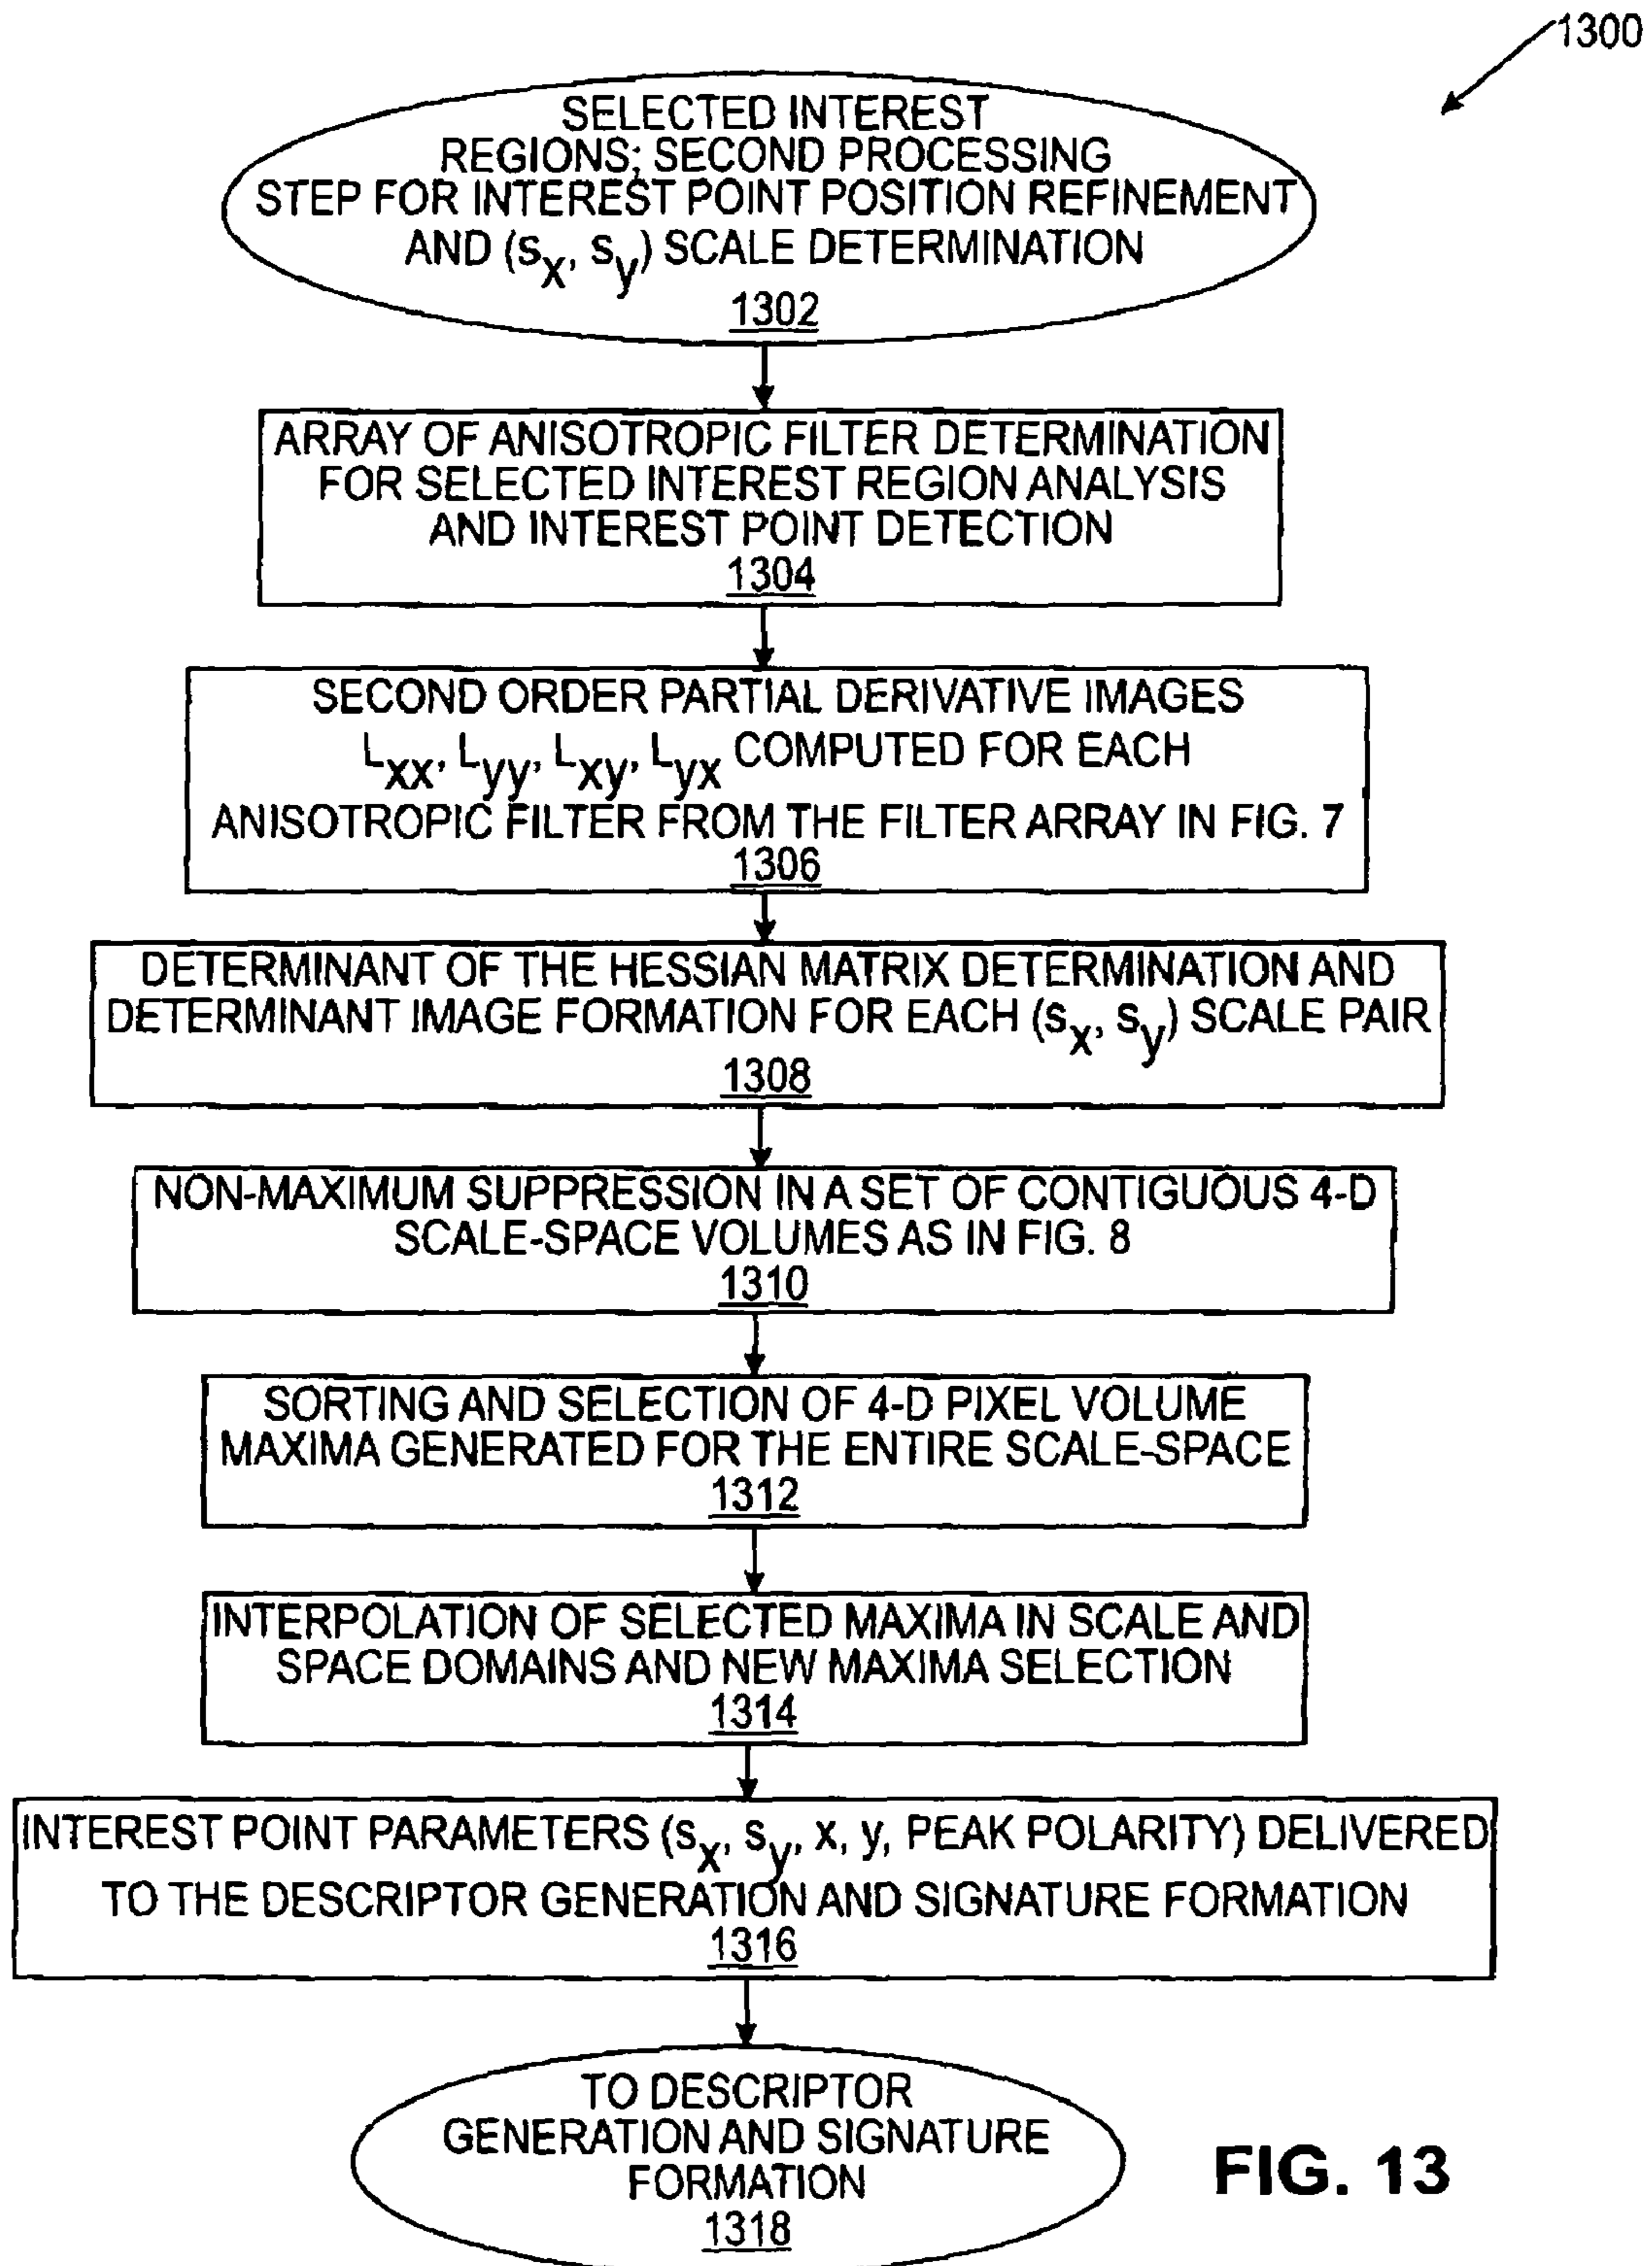 1300
SELECTED INTEREST
REGIONS; SECOND PROCESSING
STEP FOR INTEREST POINT POSITION REFINEMENT
AND (sx, sy) SCALE DETERMINATION
1302
ARRAY OF ANISOTROPIC FILTER DETERMINATION
FOR SELECTED INTEREST REGION ANALYSIS
AND INTEREST POINT DETECTION
1304
SECOND ORDER PARTIAL DERIVATIVE IMAGES
Lxx, Lyy, Lxy, Lyx COMPUTED FOR EACH
ANISOTROPIC FILTER FROM THE FILTER ARRAY IN FIG. 7
1306
DETERMINANT OF THE HESSIAN MATRIX DETERMINATION AND
DETERMINANT IMAGE FORMATION FOR EACH (sx, sy) SCALE PAIR
1308
NON-MAXIMUM SUPPRESSION IN A SET OF CONTIGUOUS 4-D
SCALE-SPACE VOLUMES AS IN FIG. 8
1310
SORTING AND SELECTION OF 4-D PIXEL VOLUME
MAXIMA GENERATED FOR THE ENTIRE SCALE-SPACE
1312
INTERPOLATION OF SELECTED MAXIMA IN SCALE AND
SPACE DOMAINS AND NEW MAXIMA SELECTION
1314
INTEREST POINT PARAMETERS (sx, sy, x, y, PEAK POLARITY) DELIVERED
TO THE DESCRIPTOR GENERATION AND SIGNATURE FORMATION
1316
TO DESCRIPTOR
GENERATION AND SIGNATURE
FORMATION
1318
FIG. 13